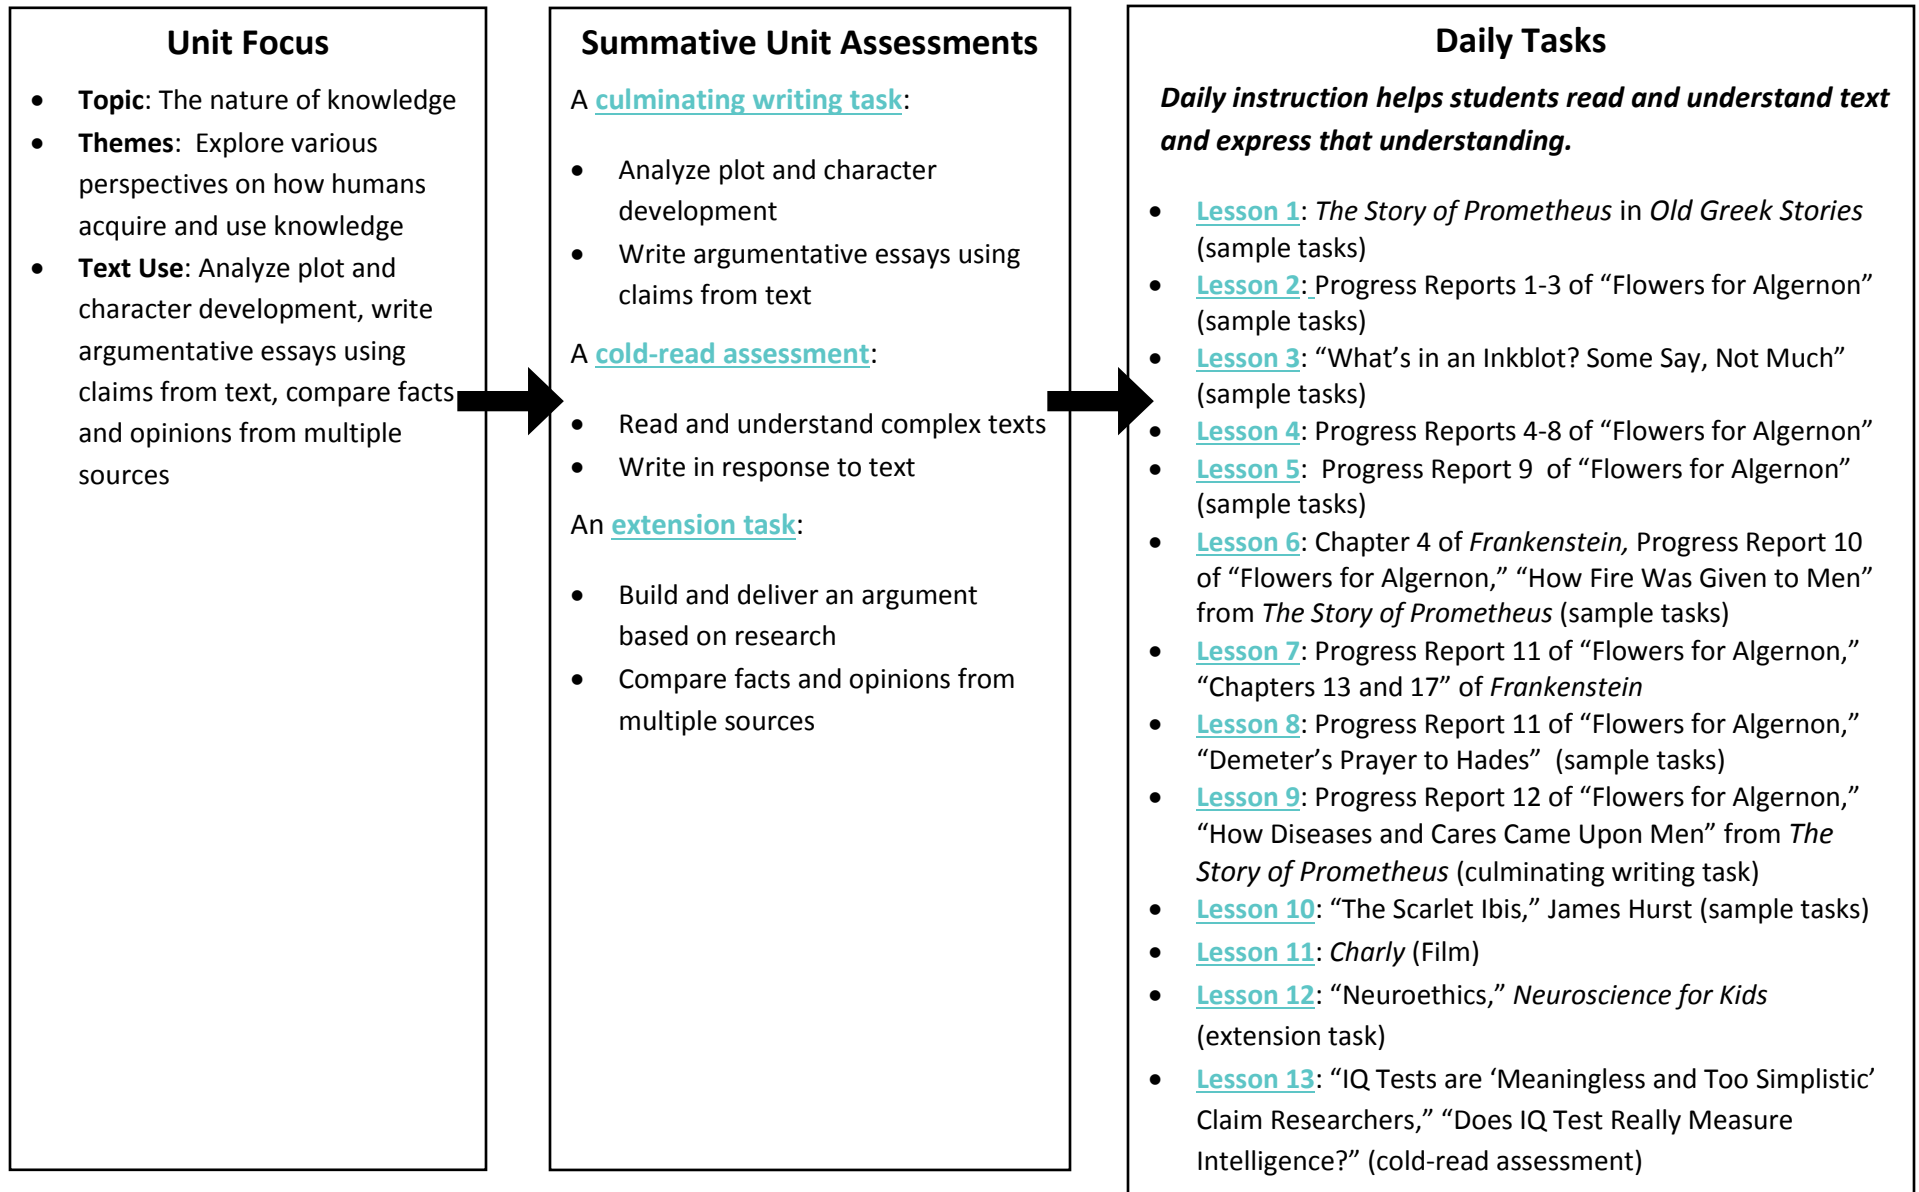 Unit Focus
• Topic: The nature of knowledge
• Themes:  Explore various
perspectives on how humans
acquire and use knowledge
• Text Use: Analyze plot and
character development, write
argumentative essays using
claims from text, compare facts
and opinions from multiple
sources
Summative Unit Assessments
A culminating writing task:
• Analyze plot and character
development
• Write argumentative essays using
claims from text
A cold-read assessment:
• Read and understand complex texts
• Write in response to text
An extension task:
• Build and deliver an argument
based on research
• Compare facts and opinions from
multiple sources
Daily Tasks
Daily instruction helps students read and understand text
and express that understanding.
• Lesson 1: The Story of Prometheus in Old Greek Stories
(sample tasks)
• Lesson 2: Progress Reports 1-3 of “Flowers for Algernon”
(sample tasks)
• Lesson 3: “What’s in an Inkblot? Some Say, Not Much”
(sample tasks)
• Lesson 4: Progress Reports 4-8 of “Flowers for Algernon”
• Lesson 5:  Progress Report 9  of “Flowers for Algernon”
(sample tasks)
• Lesson 6: Chapter 4 of Frankenstein, Progress Report 10
of “Flowers for Algernon,” “How Fire Was Given to Men”
from The Story of Prometheus (sample tasks)
• Lesson 7: Progress Report 11 of “Flowers for Algernon,”
“Chapters 13 and 17” of Frankenstein
• Lesson 8: Progress Report 11 of “Flowers for Algernon,”
“Demeter’s Prayer to Hades”  (sample tasks)
• Lesson 9: Progress Report 12 of “Flowers for Algernon,”
“How Diseases and Cares Came Upon Men” from The
Story of Prometheus (culminating writing task)
• Lesson 10: “The Scarlet Ibis,” James Hurst (sample tasks)
• Lesson 11: Charly (Film)
• Lesson 12: “Neuroethics,” Neuroscience for Kids
(extension task)
• Lesson 13: “IQ Tests are ‘Meaningless and Too Simplistic’
Claim Researchers,” “Does IQ Test Really Measure
Intelligence?” (cold-read assessment)